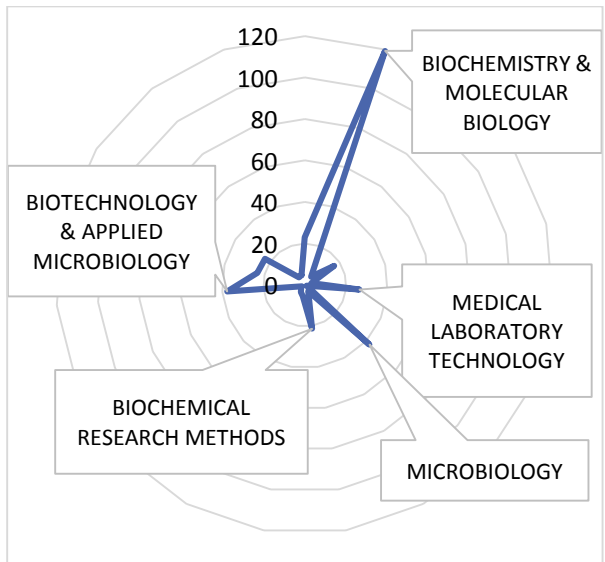 120
100
80
60
40
20
0
BIOCHEMISTRY &
MOLECULAR
BIOLOGY
BIOTECHNOLOGY
& APPLIED
MICROBIOLOGY
MEDICAL
LABORATORY
TECHNOLOGY
BIOCHEMICAL
RESEARCH METHODS
MICROBIOLOGY